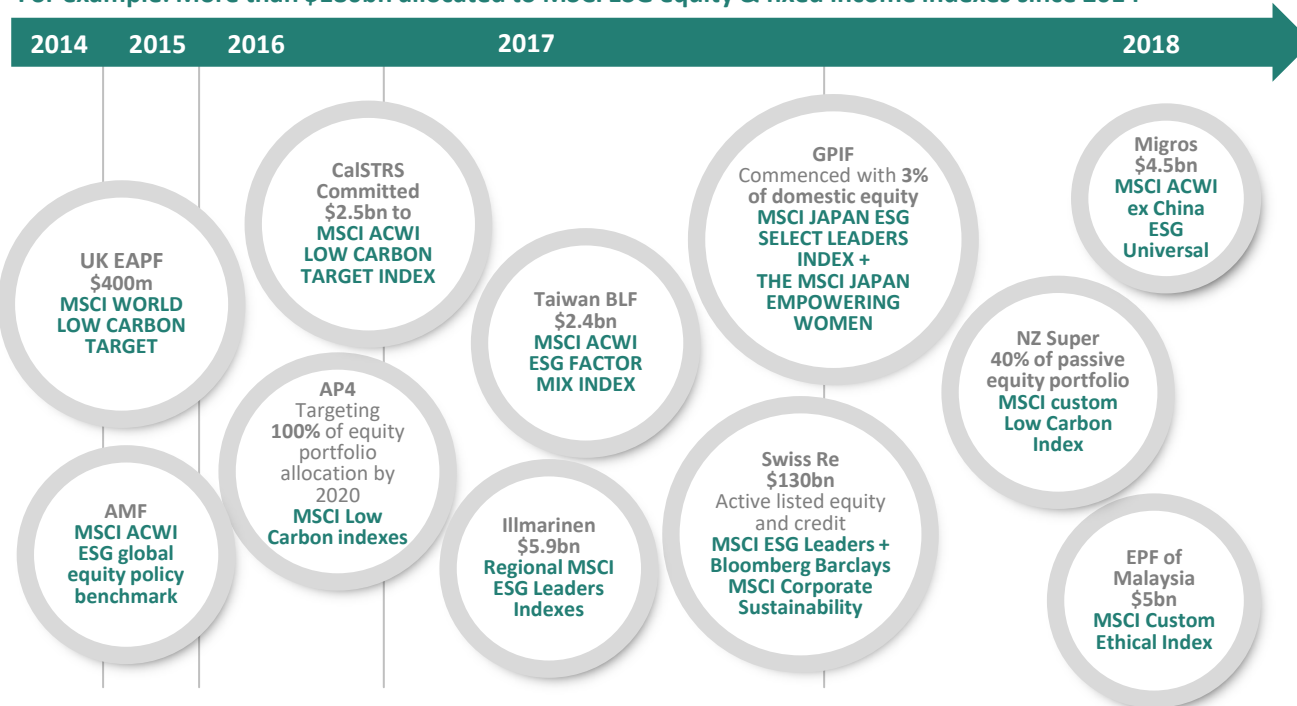 2014
2015
2016
2017
2018
UK EAPF
$400m
MSCI WORLD
LOW CARBON
TARGET
AMF
MSCI ACWI
ESG global
equity policy
benchmark
CalSTRS
Committed
$2.5bn to
MSCI ACWI
LOW CARBON
TARGET INDEX
AP4
Targeting
100% of equity
portfolio
allocation by
2020
MSCI Low
Carbon indexes
Taiwan BLF
$2.4bn
MSCI ACWI
ESG FACTOR
MIX INDEX
Illmarinen
$5.9bn
Regional MSCI
ESG Leaders
Indexes
GPIF
Commenced with 3%
of domestic equity
MSCI JAPAN ESG
SELECT LEADERS
INDEX +
THE MSCI JAPAN
EMPOWERING
WOMEN
Swiss Re
$130bn
Active listed equity
and credit
MSCI ESG Leaders +
Bloomberg Barclays
MSCI Corporate
Sustainability
Migros
$4.5bn
MSCI ACWI
ex China
ESG
Universal
NZ Super
40% of passive
equity portfolio
MSCI custom
Low Carbon
Index
EPF of
Malaysia
$5bn
MSCI Custom
Ethical Index